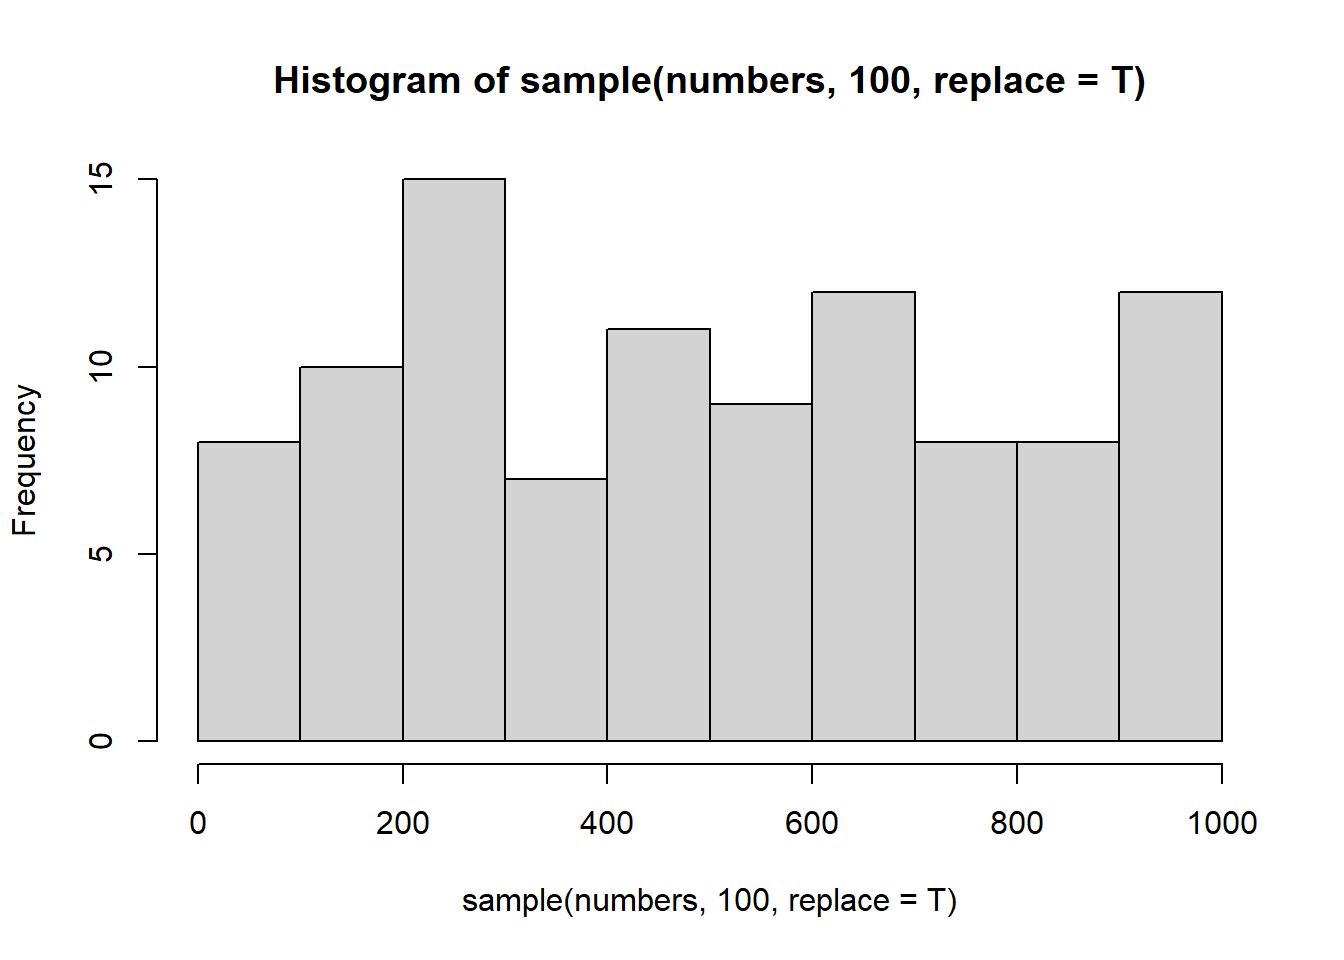 Histogram of sample(numbers, 100, replace = T)
15
10
5
0
Frequency
0 200 400 600 800 1000
sample(numbers, 100, replace = T)